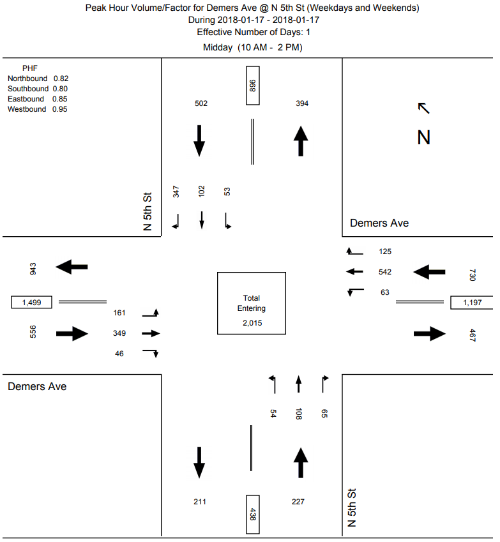 Peak Hour Volume/Factor for Demers Ave @ N 5th St (Weekdays and Weekends)
During 2018-01-17 - 2018-01-17
Effective Number of Days: 1
Midday (10 AM - 2 PM)
PHF
Northbound 0.82
Southbound 0.80
Eastbound 0.85
Westbound 0.95
896
502
394
N
347
102
53
N 5th St
Demers Ave
943
1,499
556
161
349
46
Total
Entering
2,015
125
542
63
730
1,197
467
Demers Ave
54
108
65
211
227
438
N 5th St